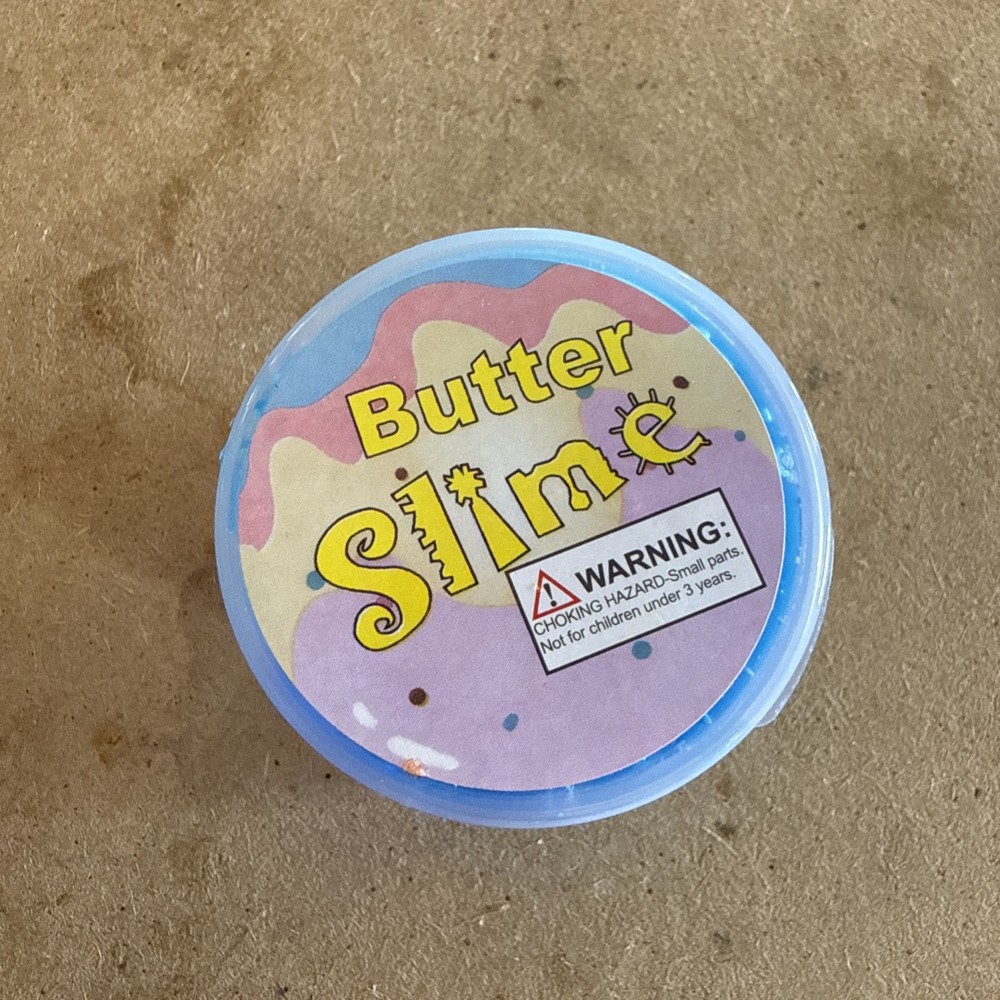 Butter
Slime
WARNING:
CHOKING HAZARD-Small parts.
Not for children under 3 years.